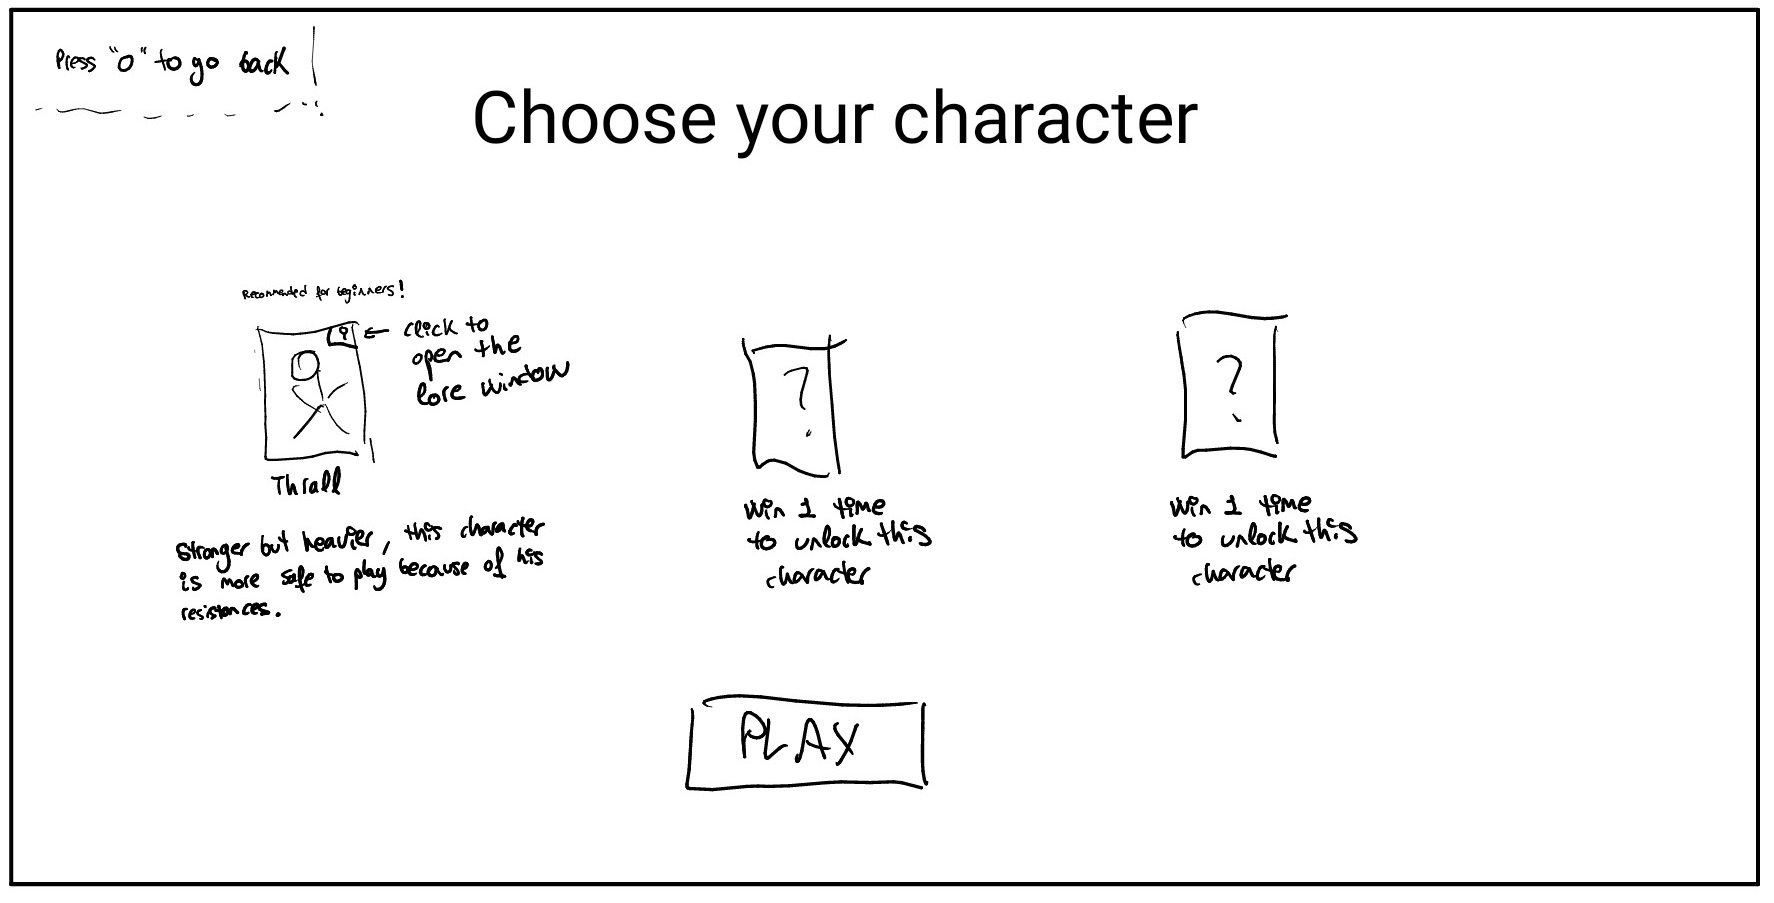 Press "O" to go back
Choose your character
Recommended for beginners!
?
← click to
open the
lore window
Thrall
Stronger but heavier, this character
is more safe to play because of his
resistances.
?
Win 1 time
to unlock this
character
?
Win 1 time
to unlock this
character
PLAY